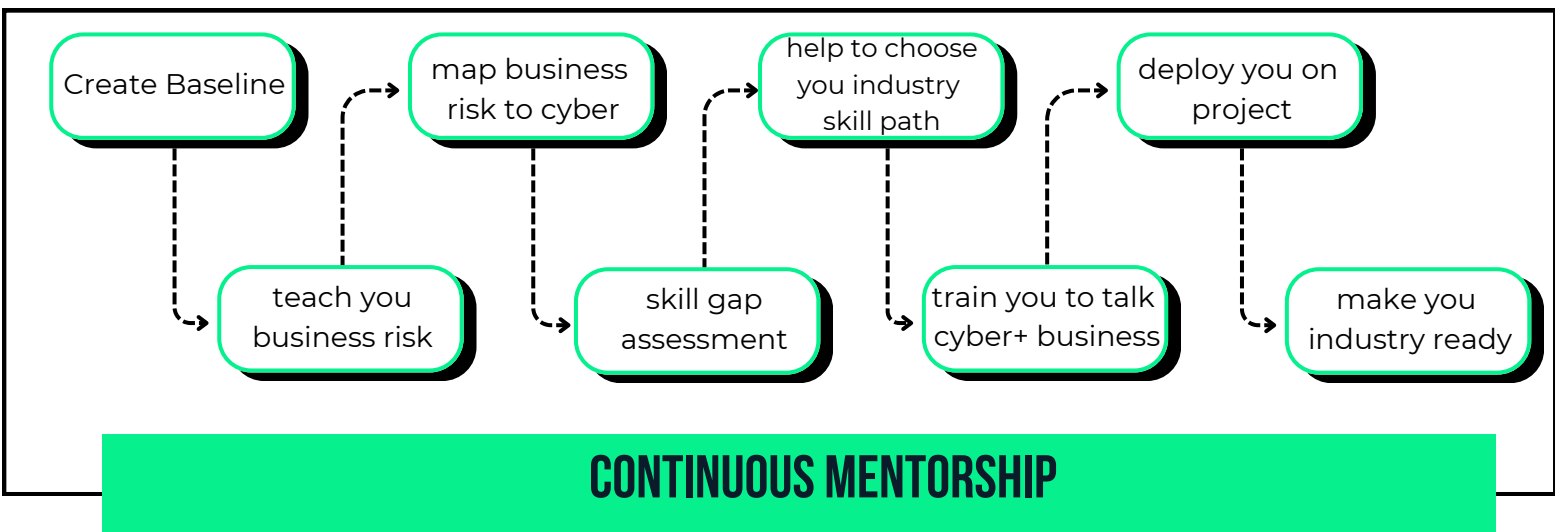 Create Baseline
teach you
business risk
map business
risk to cyber
skill gap
assessment
help to choose
you industry
skill path
train you to talk
cyber+ business
deploy you on
project
make you
industry ready
CONTINUOUS MENTORSHIP